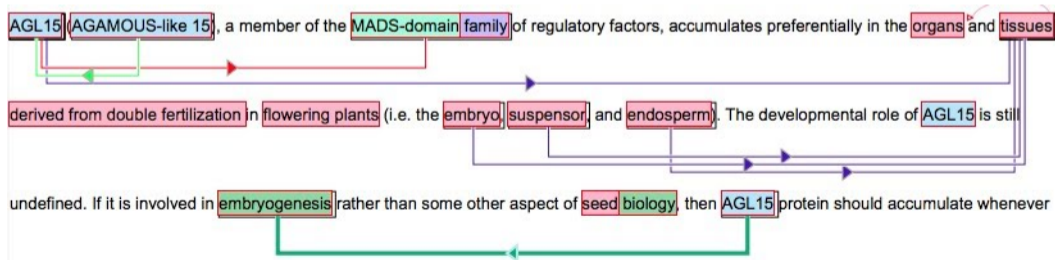 AGL15 (AGAMOUS-like 15), a member of the MADS-domain family of regulatory factors, accumulates preferentially in the organs and tissues
derived from double fertilization in flowering plants (i.e. the embryo, suspensor, and endosperm). The developmental role of AGL15 is still
undefined. If it is involved in embryogenesis rather than some other aspect of seed biology, then AGL15 protein should accumulate whenever